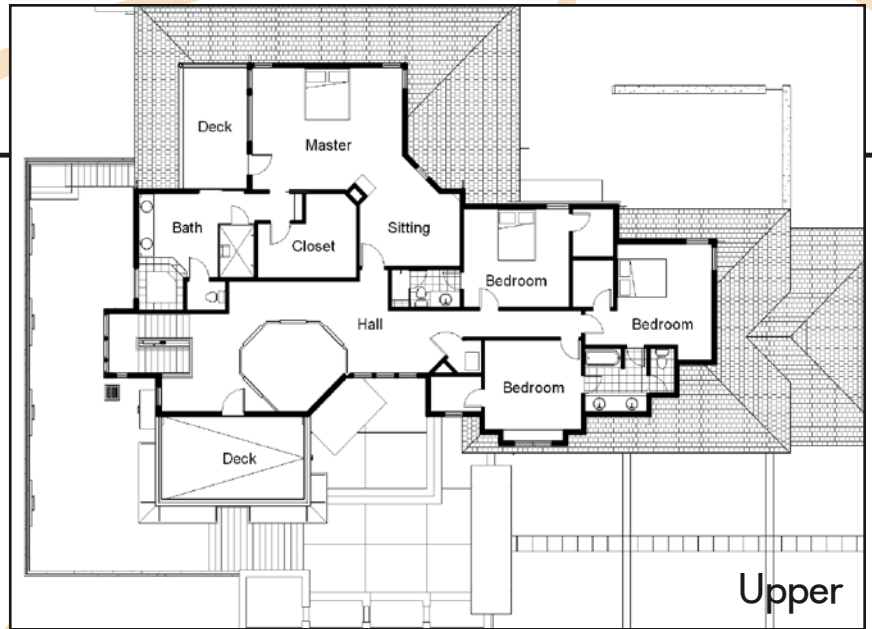 Deck
Master
Bath
Closet
Sitting
Bedroom
Hall
Bedroom
Bedroom
Deck
Upper